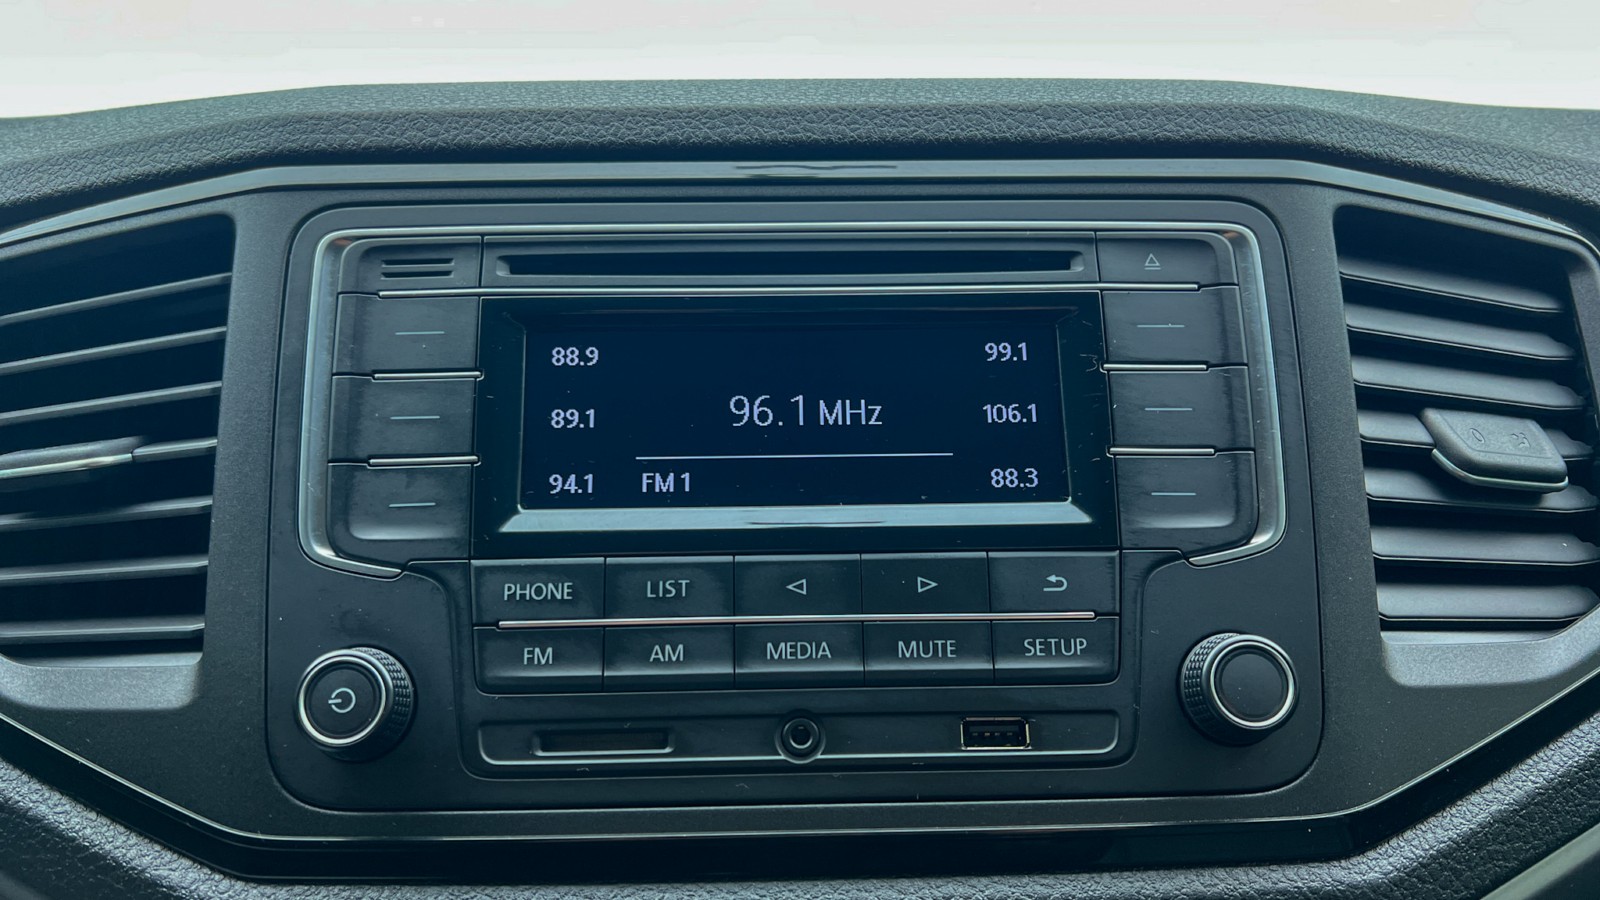 88.9
99.1
96.1 MHz
89.1
106.1
94.1
FM 1
88.3
PHONE
LIST
FM
AM
MEDIA
MUTE
SETUP